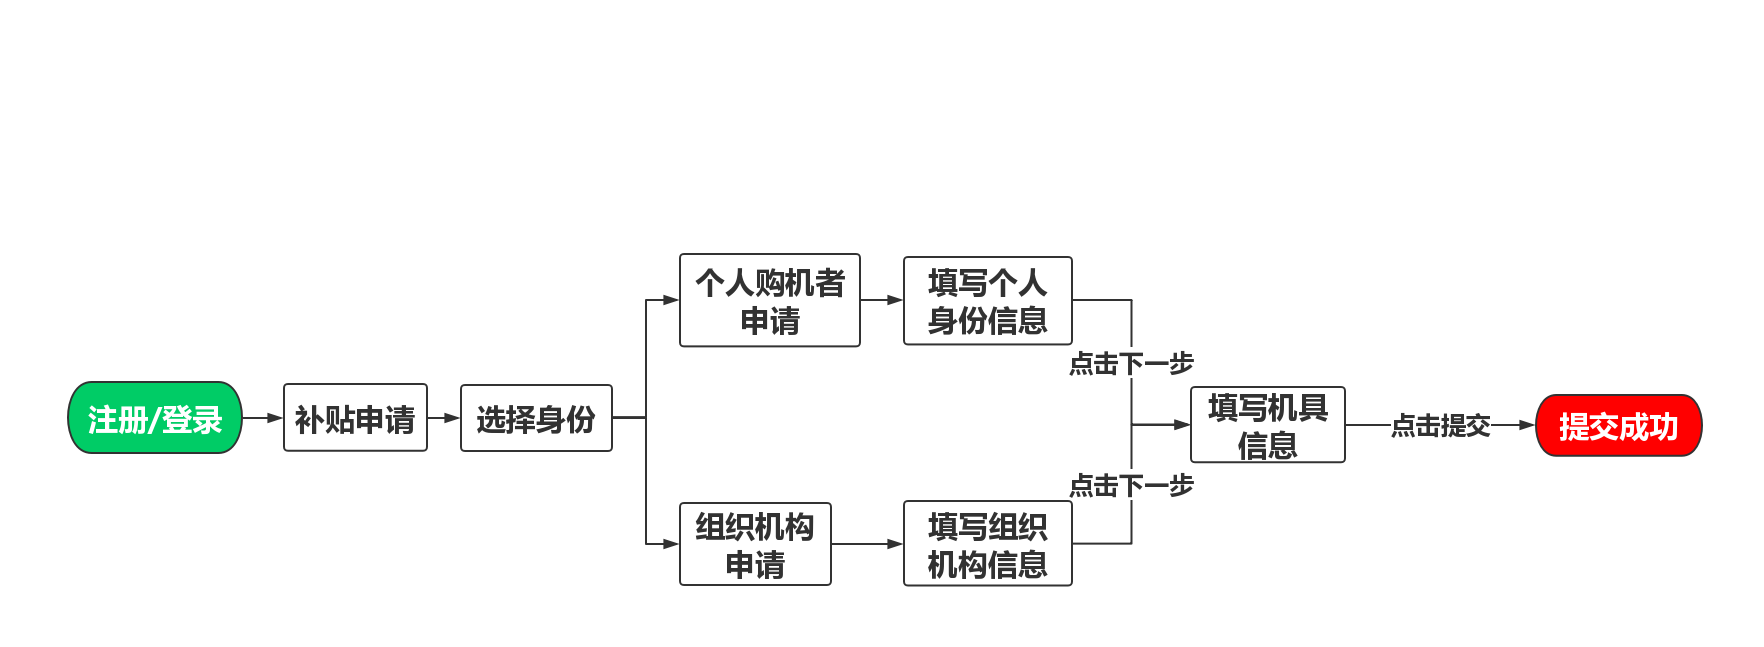 注册/登录
补贴申请
选择身份
个人购机者
申请
填写个人
身份信息
点击下一步
组织机构
申请
填写组织
机构信息
点击下一步
填写机具
信息
点击提交
提交成功